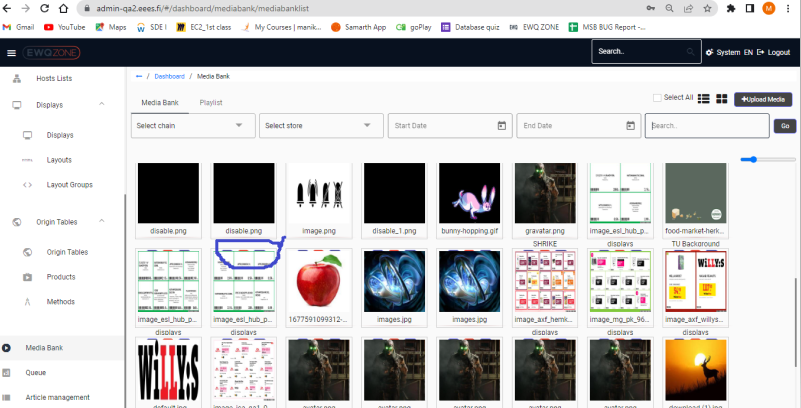 admin-qa2.eees.fi/#/dashboard/mediabank/mediabanklist
M
Gmail YouTube Maps SDE I EC2_1st class My Courses | manik... Samarth App goPlay Database quiz EWQ ZONE MSB BUG Report -...
EWQZONE Search.. System EN Logout
Hosts Lists
Displays
Displays
Layouts
Layout Groups
Origin Tables
Origin Tables
Products
Methods
Media Bank
Queue
Article management
← / Dashboard / Media Bank
Media Bank Playlist Select All +Upload Media
Select chain Select store Start Date End Date Search.. Go
disable.png disable.png image.png disable_1.png bunny-hopping.gif gravatar.png image_esl_hub_p... food-market-herk...
SHRIKE displays TU Background
image_esl_hub_p... image_esl_hub_p... 1677591099312-... images.jpg images.jpg image_axf_hemk... image_mg_pk_96... image_axf_willys...
displays displays displays displays displays
WiLLY:S
WiLLY:S
default.jpg avatar.png avatar.png avatar.png avatar.png download (1).jpg